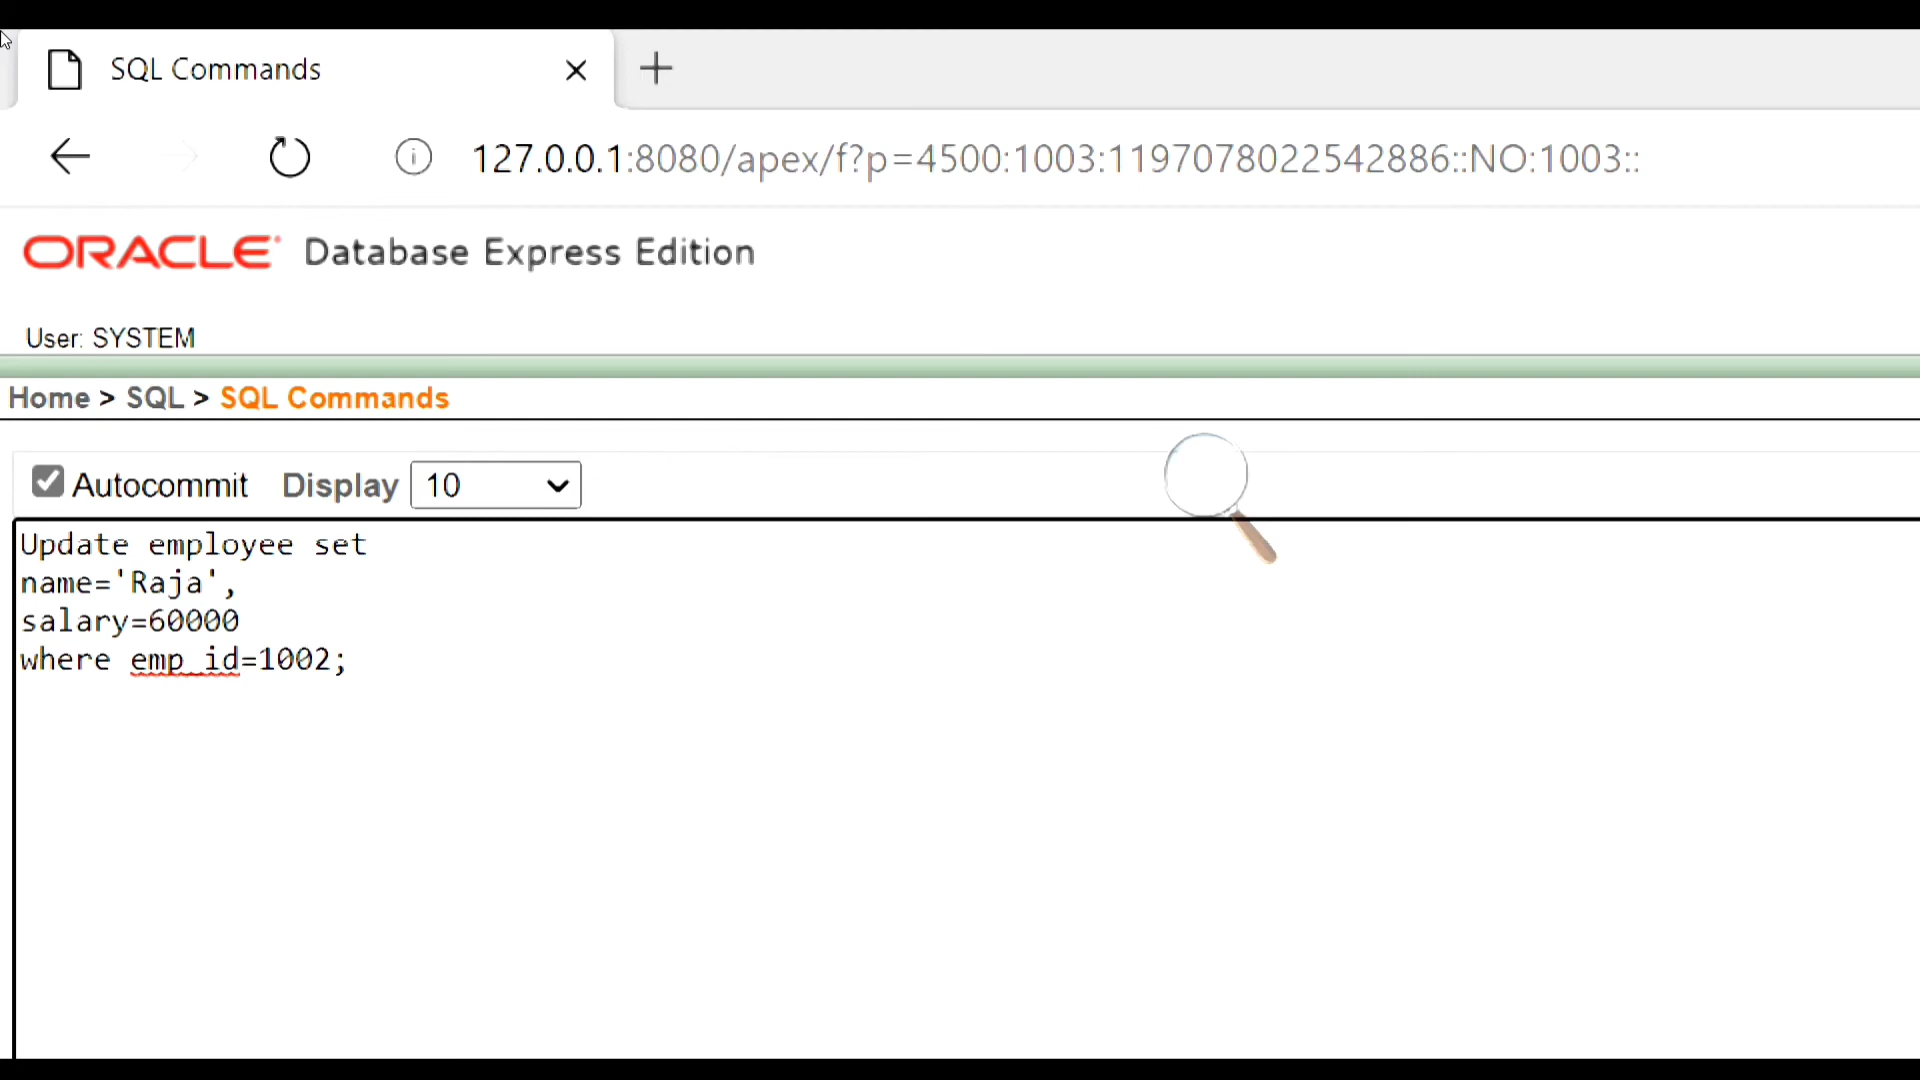 SQL Commands
127.0.0.1:8080/apex/f?p=4500:1003:1197078022542886::NO:1003::
ORACLE Database Express Edition
User: SYSTEM
Home > SQL > SQL Commands
Autocommit Display 10
Update employee set
name='Raja',
salary=60000
where emp_id=1002;